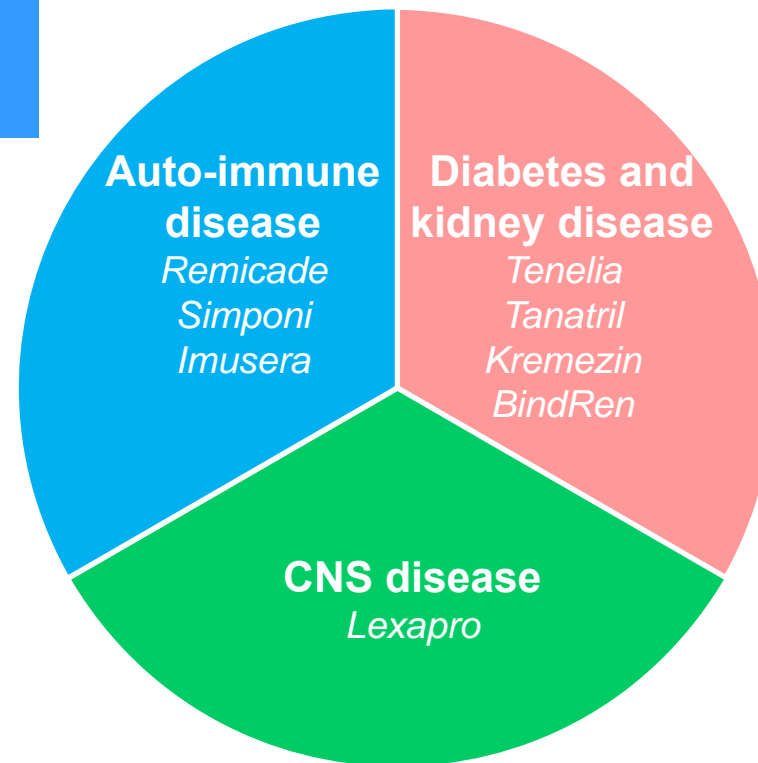 Auto-immune
disease
Remicade
Simponi
Imusera
Diabetes and
kidney disease
Tenelia
Tanatril
Kremezin
BindRen
CNS disease
Lexapro